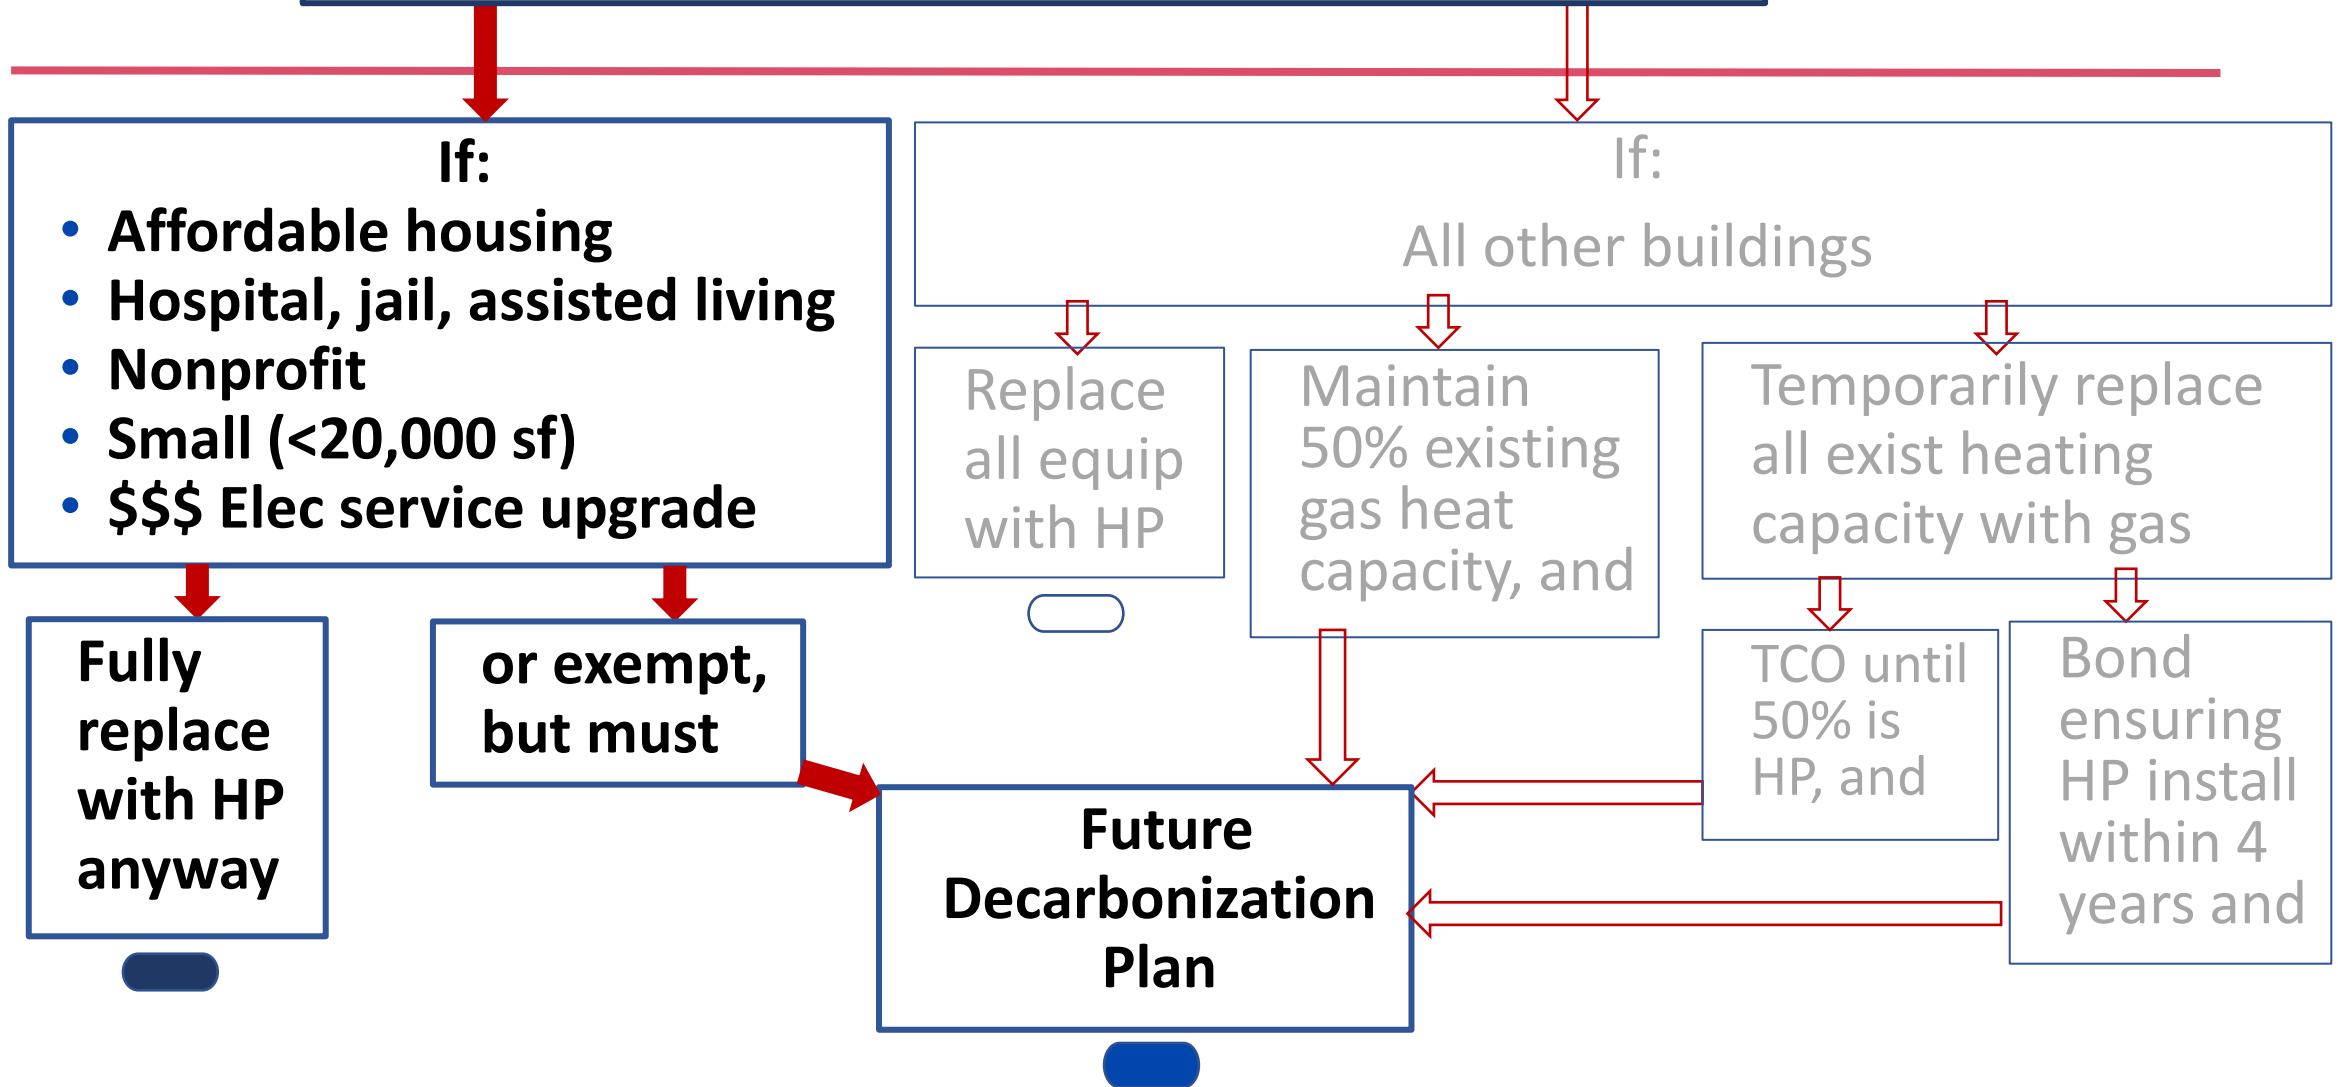 If:
• Affordable housing
• Hospital, jail, assisted living
• Nonprofit
• Small (<20,000 sf)
• $$$ Elec service upgrade
If:
All other buildings
Replace
all equip
with HP
Maintain
50% existing
gas heat
capacity, and
Temporarily replace
all exist heating
capacity with gas
Fully
replace
with HP
anyway
or exempt,
but must
TCO until
50% is
HP, and
Bond
ensuring
HP install
within 4
years and
Future
Decarbonization
Plan